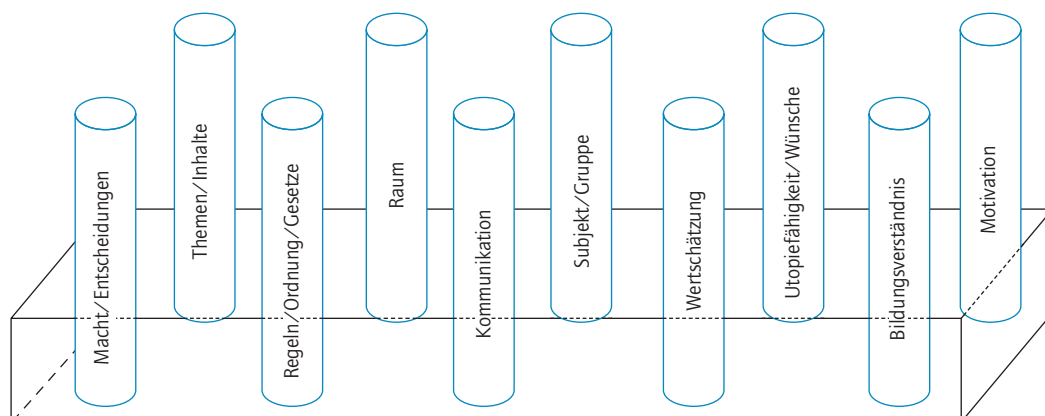 Macht/Entscheidungen
Themen/Inhalte
Regeln/Ordnung/Gesetze
Raum
Kommunikation
Subjekt/Gruppe
Wertschätzung
Utopiefähigkeit/Wünsche
Bildungsverständnis
Motivation